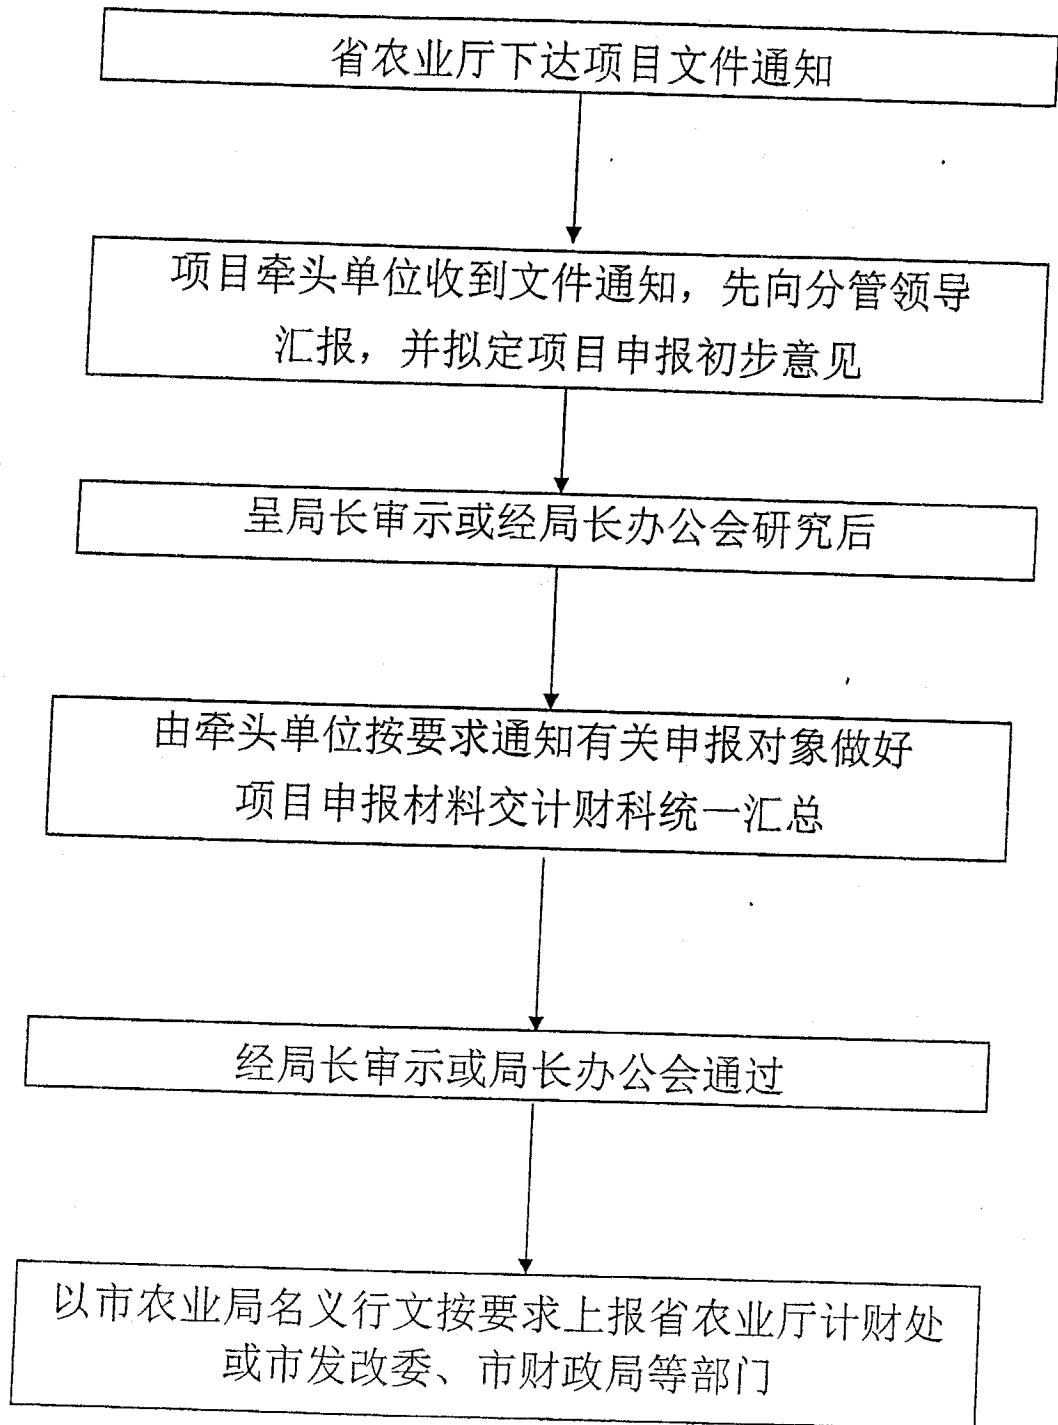 省农业厅下达项目文件通知
项目牵头单位收到文件通知，先向分管领导
汇报，并拟定项目申报初步意见
呈局长审示或经局长办公会研究后
由牵头单位按要求通知有关申报对象做好
项目申报材料交计财科统一汇总
经局长审示或局长办公会通过
以市农业局名义行文按要求上报省农业厅计财处
或市发改委、市财政局等部门